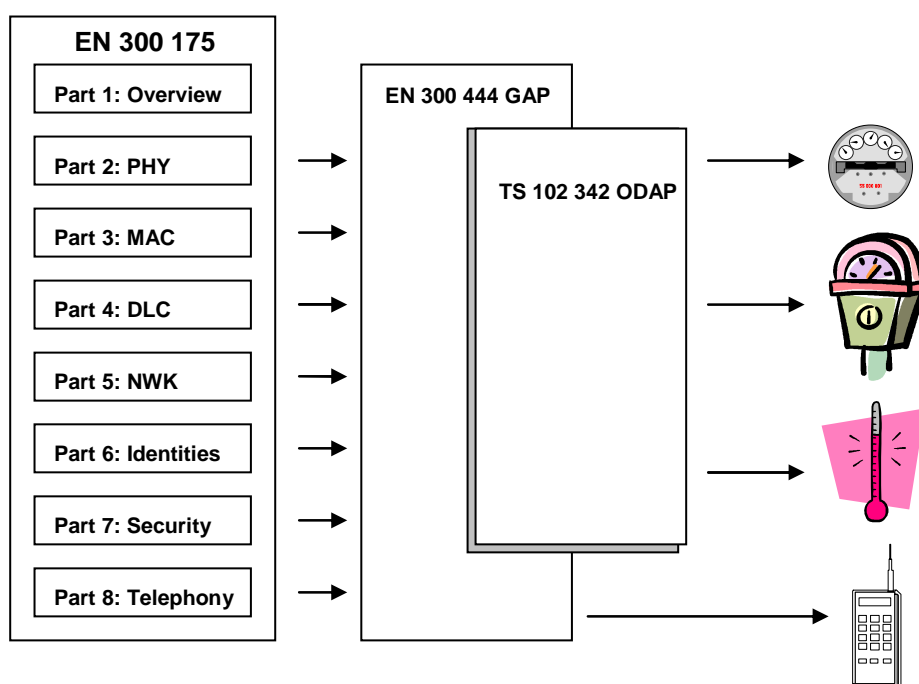 EN 300 175
Part 1: Overview
Part 2: PHY
Part 3: MAC
Part 4: DLC
Part 5: NWK
Part 6: Identities
Part 7: Security
Part 8: Telephony
EN 300 444 GAP
TS 102 342 ODAP